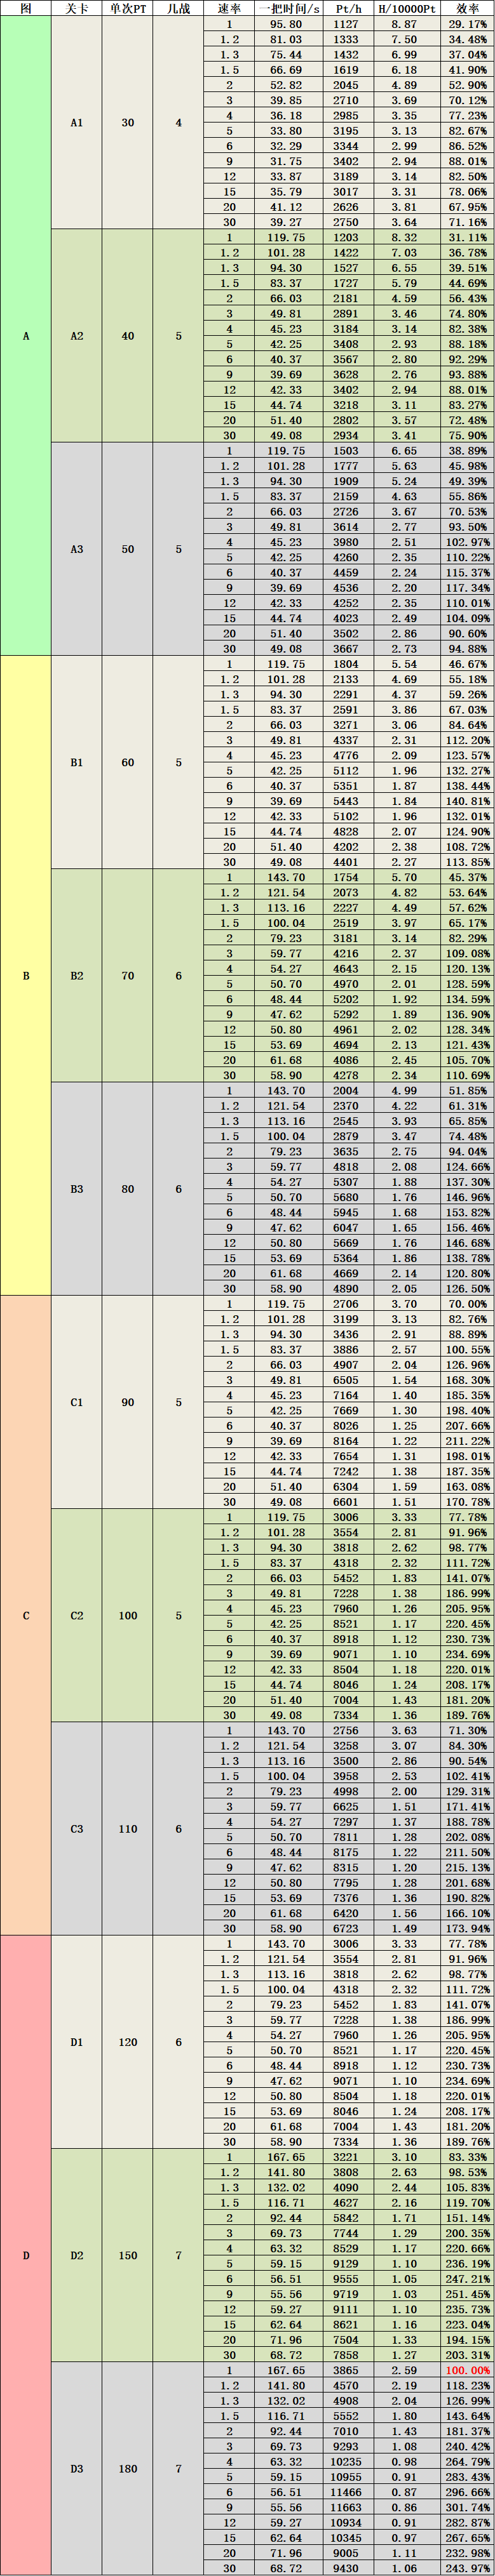 图 关卡 单次PT 几战 速率 一把时间/s Pt/h H/10000Pt 效率
1 95.80 1127 8.87 29.17%
1.2 81.03 1333 7.50 34.48%
1.3 75.44 1432 6.99 37.04%
1.5 66.69 1619 6.18 41.90%
2 52.82 2045 4.89 52.90%
3 39.85 2710 3.69 70.12%
4 36.18 2985 3.35 77.23%
A1 30 4
5 33.80 3195 3.13 82.67%
6 32.29 3344 2.99 86.52%
9 31.75 3402 2.94 88.01%
12 33.87 3189 3.14 82.50%
15 35.79 3017 3.31 78.06%
20 41.12 2626 3.81 67.95%
30 39.27 2750 3.64 71.16%
1 119.75 1203 8.32 31.11%
1.2 101.28 1422 7.03 36.78%
1.3 94.30 1527 6.55 39.51%
1.5 83.37 1727 5.79 44.69%
2 66.03 2181 4.59 56.43%
3 49.81 2891 3.46 74.80%
4 45.23 3184 3.14 82.38%
A A2 40 5
5 42.25 3408 2.93 88.18%
6 40.37 3567 2.80 92.29%
9 39.69 3628 2.76 93.88%
12 42.33 3402 2.94 88.01%
15 44.74 3218 3.11 83.27%
20 51.40 2802 3.57 72.48%
30 49.08 2934 3.41 75.90%
1 119.75 1503 6.65 38.89%
1.2 101.28 1777 5.63 45.98%
1.3 94.30 1909 5.24 49.39%
1.5 83.37 2159 4.63 55.86%
2 66.03 2726 3.67 70.53%
3 49.81 3614 2.77 93.50%
4 45.23 3980 2.51 102.97%
A3 50 5
5 42.25 4260 2.35 110.22%
6 40.37 4459 2.24 115.37%
9 39.69 4536 2.20 117.34%
12 42.33 4252 2.35 110.01%
15 44.74 4023 2.49 104.09%
20 51.40 3502 2.86 90.60%
30 49.08 3667 2.73 94.88%
1 119.75 1804 5.54 46.67%
1.2 101.28 2133 4.69 55.18%
1.3 94.30 2291 4.37 59.26%
1.5 83.37 2591 3.86 67.03%
2 66.03 3271 3.06 84.64%
3 49.81 4337 2.31 112.20%
4 45.23 4776 2.09 123.57%
B1 60 5
5 42.25 5112 1.96 132.27%
6 40.37 5351 1.87 138.44%
9 39.69 5443 1.84 140.81%
12 42.33 5102 1.96 132.01%
15 44.74 4828 2.07 124.90%
20 51.40 4202 2.38 108.72%
30 49.08 4401 2.27 113.85%
1 143.70 1754 5.70 45.37%
1.2 121.54 2073 4.82 53.64%
1.3 113.16 2227 4.49 57.62%
1.5 100.04 2519 3.97 65.17%
2 79.23 3181 3.14 82.29%
3 59.77 4216 2.37 109.08%
4 54.27 4643 2.15 120.13%
B B2 70 6
5 50.70 4970 2.01 128.59%
6 48.44 5202 1.92 134.59%
9 47.62 5292 1.89 136.90%
12 50.80 4961 2.02 128.34%
15 53.69 4694 2.13 121.43%
20 61.68 4086 2.45 105.70%
30 58.90 4278 2.34 110.69%
1 143.70 2004 4.99 51.85%
1.2 121.54 2370 4.22 61.31%
1.3 113.16 2545 3.93 65.85%
1.5 100.04 2879 3.47 74.48%
2 79.23 3635 2.75 94.04%
3 59.77 4818 2.08 124.66%
4 54.27 5307 1.88 137.30%
B3 80 6
5 50.70 5680 1.76 146.96%
6 48.44 5945 1.68 153.82%
9 47.62 6047 1.65 156.46%
12 50.80 5669 1.76 146.68%
15 53.69 5364 1.86 138.78%
20 61.68 4669 2.14 120.80%
30 58.90 4890 2.05 126.50%
1 119.75 2706 3.70 70.00%
1.2 101.28 3199 3.13 82.76%
1.3 94.30 3436 2.91 88.89%
1.5 83.37 3886 2.57 100.55%
2 66.03 4907 2.04 126.96%
3 49.81 6505 1.54 168.30%
4 45.23 7164 1.40 185.35%
C1 90 5
5 42.25 7669 1.30 198.40%
6 40.37 8026 1.25 207.66%
9 39.69 8164 1.22 211.22%
12 42.33 7654 1.31 198.01%
15 44.74 7242 1.38 187.35%
20 51.40 6304 1.59 163.08%
30 49.08 6601 1.51 170.78%
1 119.75 3006 3.33 77.78%
1.2 101.28 3554 2.81 91.96%
1.3 94.30 3818 2.62 98.77%
1.5 83.37 4318 2.32 111.72%
2 66.03 5452 1.83 141.07%
3 49.81 7228 1.38 186.99%
4 45.23 7960 1.26 205.95%
C C2 100 5
5 42.25 8521 1.17 220.45%
6 40.37 8918 1.12 230.73%
9 39.69 9071 1.10 234.69%
12 42.33 8504 1.18 220.01%
15 44.74 8046 1.24 208.17%
20 51.40 7004 1.43 181.20%
30 49.08 7334 1.36 189.76%
1 143.70 2756 3.63 71.30%
1.2 121.54 3258 3.07 84.30%
1.3 113.16 3500 2.86 90.54%
1.5 100.04 3958 2.53 102.41%
2 79.23 4998 2.00 129.31%
3 59.77 6625 1.51 171.41%
4 54.27 7297 1.37 188.78%
C3 110 6
5 50.70 7811 1.28 202.08%
6 48.44 8175 1.22 211.50%
9 47.62 8315 1.20 215.13%
12 50.80 7795 1.28 201.68%
15 53.69 7376 1.36 190.82%
20 61.68 6420 1.56 166.10%
30 58.90 6723 1.49 173.94%
1 143.70 3006 3.33 77.78%
1.2 121.54 3554 2.81 91.96%
1.3 113.16 3818 2.62 98.77%
1.5 100.04 4318 2.32 111.72%
2 79.23 5452 1.83 141.07%
3 59.77 7228 1.38 186.99%
4 54.27 7960 1.26 205.95%
D1 120 6
5 50.70 8521 1.17 220.45%
6 48.44 8918 1.12 230.73%
9 47.62 9071 1.10 234.69%
12 50.80 8504 1.18 220.01%
15 53.69 8046 1.24 208.17%
20 61.68 7004 1.43 181.20%
30 58.90 7334 1.36 189.76%
1 167.65 3221 3.10 83.33%
1.2 141.80 3808 2.63 98.53%
1.3 132.02 4090 2.44 105.83%
1.5 116.71 4627 2.16 119.70%
2 92.44 5842 1.71 151.14%
3 69.73 7744 1.29 200.35%
4 63.32 8529 1.17 220.66%
D D2 150 7
5 59.15 9129 1.10 236.19%
6 56.51 9555 1.05 247.21%
9 55.56 9719 1.03 251.45%
12 59.27 9111 1.10 235.73%
15 62.64 8621 1.16 223.04%
20 71.96 7504 1.33 194.15%
30 68.72 7858 1.27 203.31%
1 167.65 3865 2.59 100.00%
1.2 141.80 4570 2.19 118.23%
1.3 132.02 4908 2.04 126.99%
1.5 116.71 5552 1.80 143.64%
2 92.44 7010 1.43 181.37%
3 69.73 9293 1.08 240.42%
4 63.32 10235 0.98 264.79%
D3 180 7
5 59.15 10955 0.91 283.43%
6 56.51 11466 0.87 296.66%
9 55.56 11663 0.86 301.74%
12 59.27 10934 0.91 282.87%
15 62.64 10345 0.97 267.65%
20 71.96 9005 1.11 232.98%
30 68.72 9430 1.06 243.97%